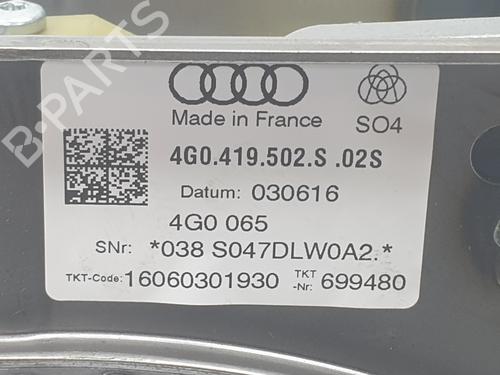 B-PARTS
Made in France
SO4
4G0.419.502.S .02S
Datum: 030616
4G0 065
SNr: *038 S047DLW0A2.*
TKT-Code: 16060301930 TKT-Nr: 699480